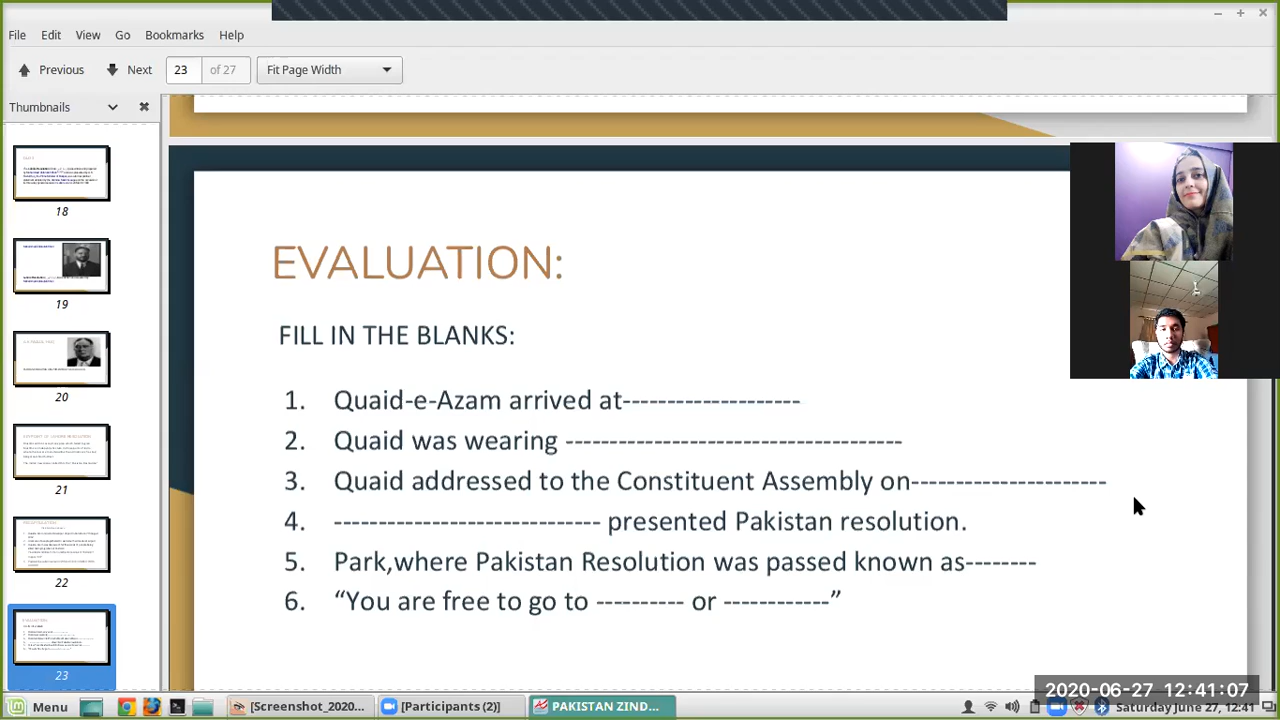 File Edit View Go Bookmarks Help
Previous Next 23 of 27 Fit Page Width
Thumbnails
18
19
20
21
22
23
EVALUATION:
FILL IN THE BLANKS:
1. Quaid-e-Azam arrived at-------------------
2. Quaid was wearing ------------------------------------
3. Quaid addressed to the Constituent Assembly on---------------------
4. ----------------------------- presented Pakistan resolution.
5. Park,where Pakistan Resolution was passed known as--------
6. “You are free to go to ---------- or ------------”
2020-06-27 12:41:07
Menu [Screenshot_2020... [Participants (2)] PAKISTAN ZIND... Saturday June 27, 12:41